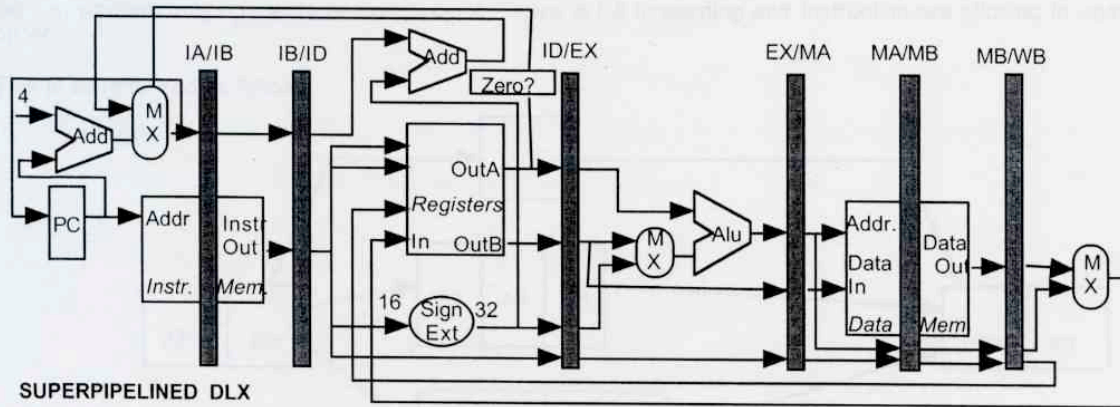 IA/IB
IB/ID
Add
ID/EX
EX/MA
MA/MB
MB/WB
Zero?
4
M
X
Add
OutA
Registers
OutB
In
PC
Addr
Instr
Out
Instr.
Mem.
M
X
Alu
Addr.
Data
In
Data
Out
Data
Mem.
M
X
16
Sign
Ext
32
SUPERPIPELINED DLX